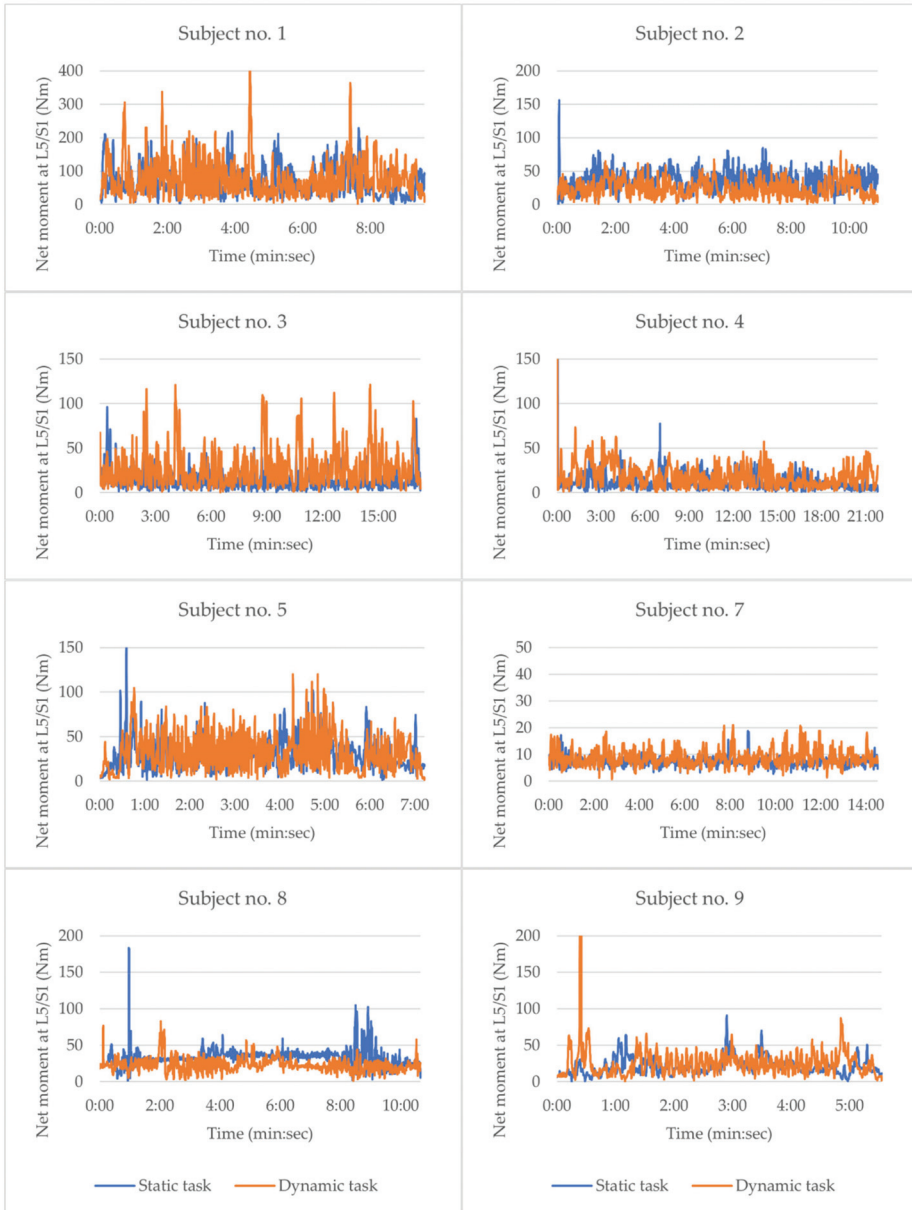 Subject no. 1
Net moment at L5/S1 (Nm)
400
300
200
100
0
0:00 2:00 4:00 6:00 8:00
Time (min:sec)
Subject no. 2
Net moment at L5/S1 (Nm)
200
150
100
50
0
0:00 2:00 4:00 6:00 8:00 10:00
Time (min:sec)
Subject no. 3
Net moment at L5/S1 (Nm)
150
100
50
0
0:00 3:00 6:00 9:00 12:00 15:00
Time (min:sec)
Subject no. 4
Net moment at L5/S1 (Nm)
150
100
50
0
0:00 3:00 6:00 9:00 12:00 15:00 18:00 21:00
Time (min:sec)
Subject no. 5
Net moment at L5/S1 (Nm)
150
100
50
0
0:00 1:00 2:00 3:00 4:00 5:00 6:00 7:00
Time (min:sec)
Subject no. 7
Net moment at L5/S1 (Nm)
50
40
30
20
10
0
0:00 2:00 4:00 6:00 8:00 10:00 12:00 14:00
Time (min:sec)
Subject no. 8
Net moment at L5/S1 (Nm)
200
150
100
50
0
0:00 2:00 4:00 6:00 8:00 10:00
Time (min:sec)
Static task Dynamic task
Subject no. 9
Net moment at L5/S1 (Nm)
200
150
100
50
0
0:00 1:00 2:00 3:00 4:00 5:00
Time (min:sec)
Static task Dynamic task